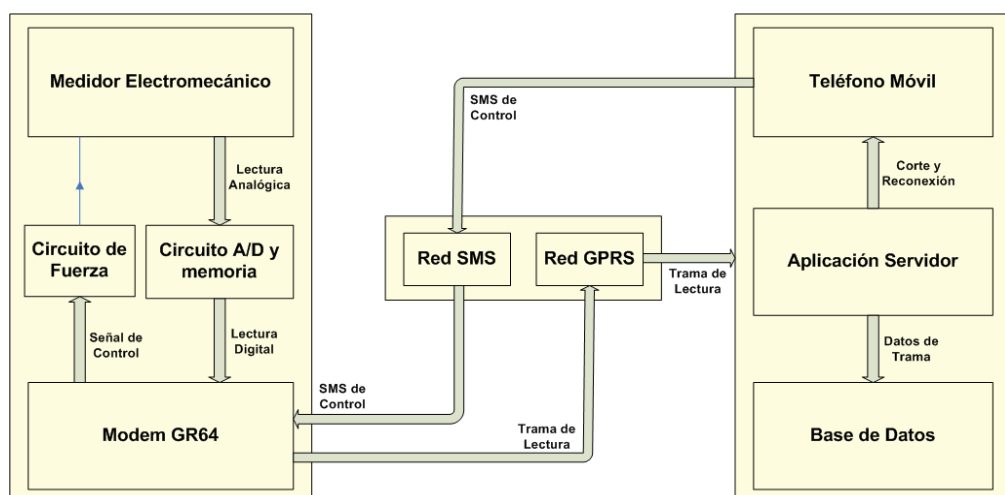 Medidor Electromecánico
Teléfono Móvil
SMS de
Control
Lectura
Analógica
Corte y
Reconexión
Circuito de
Fuerza
Circuito A/D y
memoria
Red SMS
Red GPRS
Trama de
Lectura
Aplicación Servidor
Señal de
Control
Lectura
Digital
Datos de
Trama
SMS de
Control
Modem GR64
Trama de
Lectura
Base de Datos